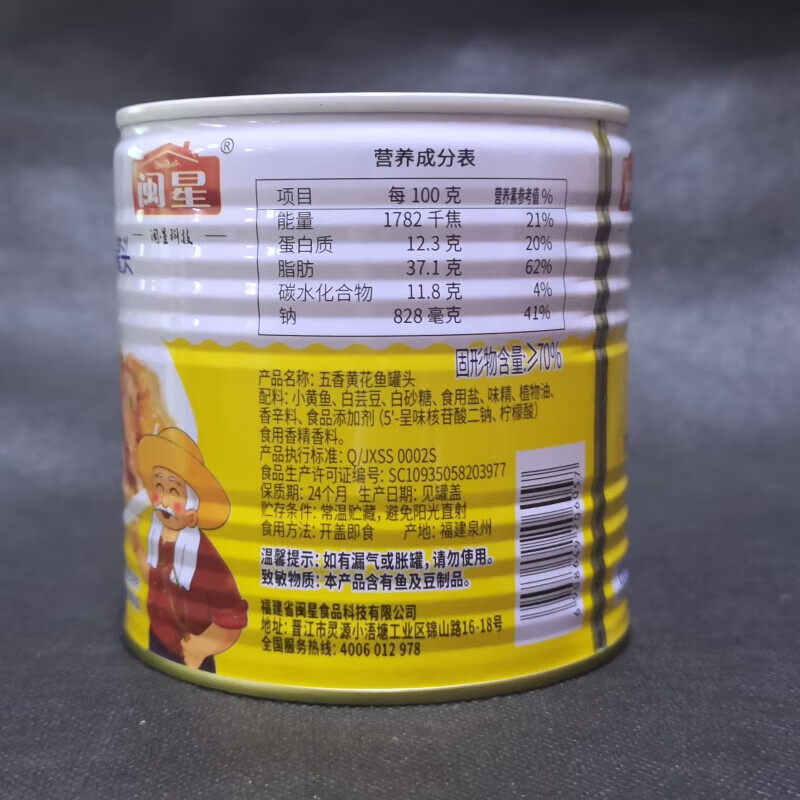 闽星®
闽星科技
营养成分表
项目 每 100 克 营养素参考值 %
能量 1782 千焦 21%
蛋白质 12.3 克 20%
脂肪 37.1 克 62%
碳水化合物 11.8 克 4%
钠 828 毫克 41%
固形物含量:≥70%
产品名称: 五香黄花鱼罐头
配料: 小黄鱼、白芸豆、白砂糖、食用盐、味精、植物油、
香辛料、食品添加剂 (5'-呈味核苷酸二钠、柠檬酸)
食用香精香料。
产品执行标准: Q/JXSS 0002S
食品生产许可证编号: SC10935058203977
保质期: 24个月 生产日期: 见罐盖
贮存条件: 常温贮藏, 避免阳光直射
食用方法: 开盖即食 产地: 福建泉州
温馨提示: 如有漏气或胀罐, 请勿使用。
致敏物质: 本产品含有鱼及豆制品。
福建省闽星食品科技有限公司
地址: 晋江市灵源小浯塘工业区锦山路16-18号
全国服务热线: 4006 012 978